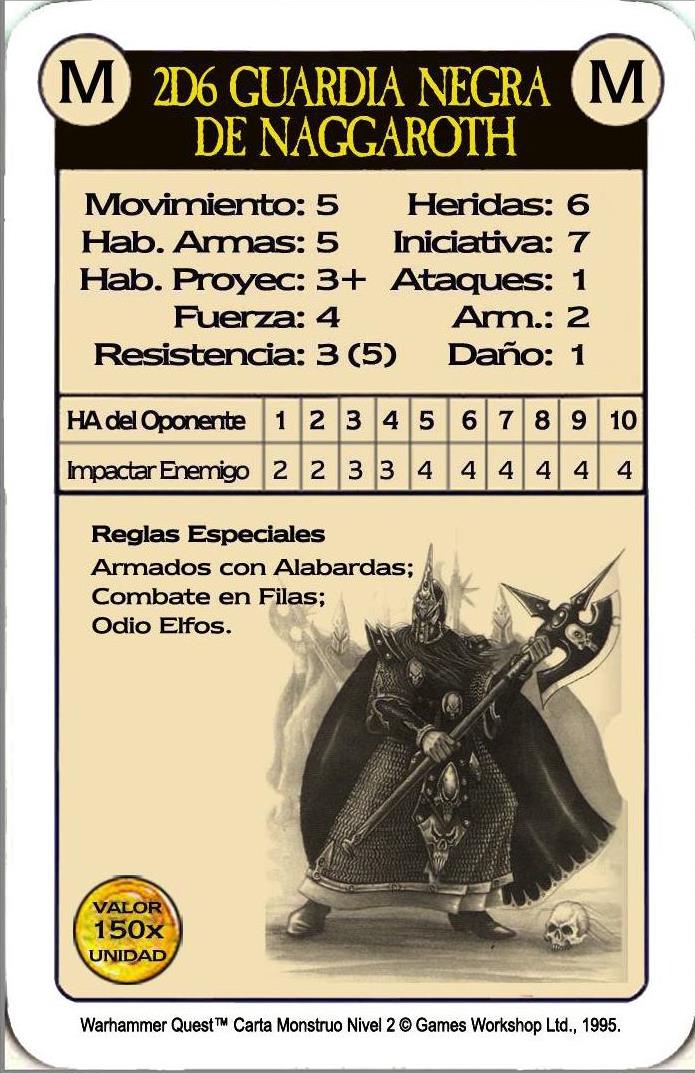 M 2D6 GUARDIA NEGRA M
DE NAGGAROTH
Movimiento: 5 Heridas: 6
Hab. Armas: 5 Iniciativa: 7
Hab. Proyec: 3+ Ataques: 1
Fuerza: 4 Arm.: 2
Resistencia: 3 (5) Daño: 1
HA del Oponente 1 2 3 4 5 6 7 8 9 10
Impactar Enemigo 2 2 3 3 4 4 4 4 4 4
Reglas Especiales
Armados con Alabardas;
Combate en Filas;
Odio Elfos.
VALOR
150x
UNIDAD
Warhammer Quest™ Carta Monstruo Nivel 2 © Games Workshop Ltd., 1995.